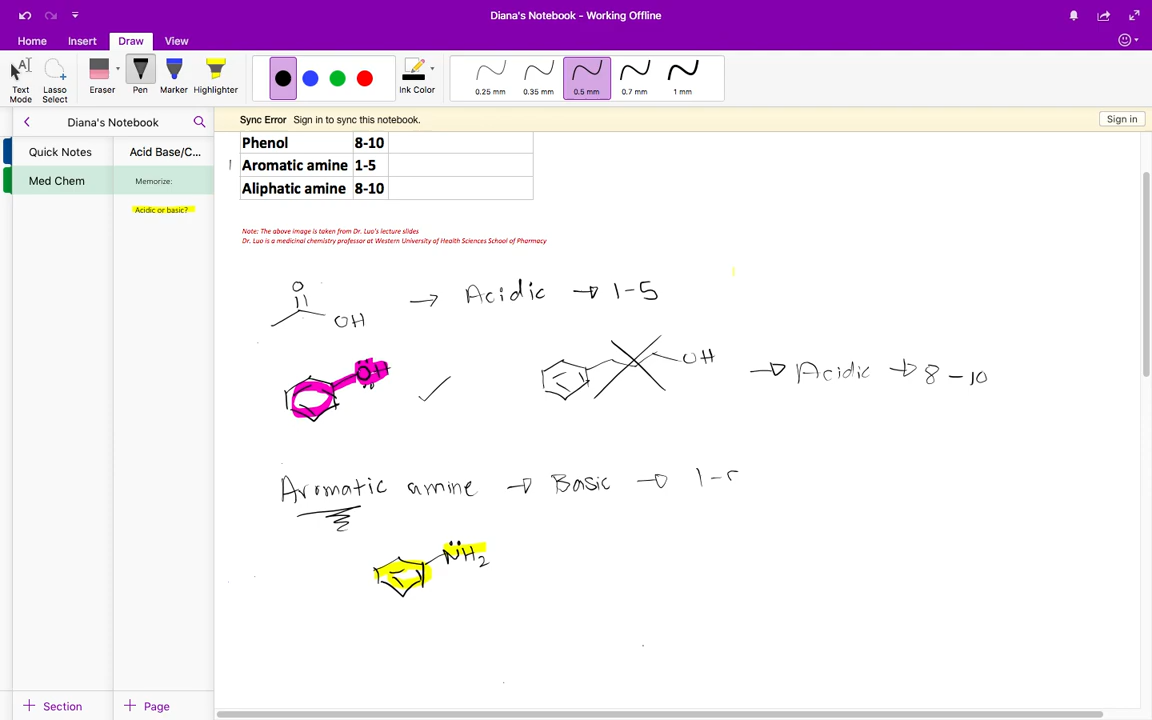 Diana's Notebook - Working Offline
Home Insert Draw View
Text Mode
Lasso Select
Eraser
Pen
Marker
Highlighter
Ink Color
0.25 mm 0.35 mm 0.5 mm 0.7 mm 1 mm
Diana's Notebook
Sync Error Sign in to sync this notebook. Sign in
Quick Notes
Med Chem
Acid Base/C...
Memorize:
Acidic or basic?
Phenol 8-10
Aromatic amine 1-5
Aliphatic amine 8-10
Note: The above image is taken from Dr. Luo's lecture slides
Dr. Luo is a medicinal chemistry professor at Western University of Health Sciences School of Pharmacy
O
OH → Acidic → 1-5
OH
OH → Acidic → 8-10
Aromatic amine → Basic → 1-
NH2
+ Section + Page